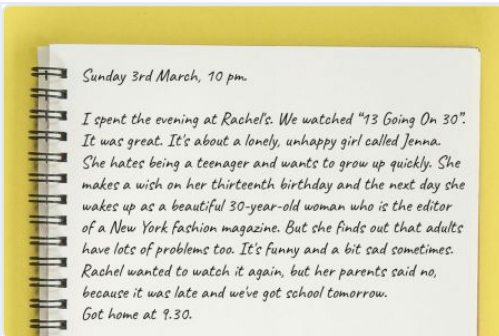 Sunday 3rd March, 10 pm.
I spent the evening at Rachel's. We watched "13 Going On 30".
It was great. It's about a lonely, unhappy girl called Jenna.
She hates being a teenager and wants to grow up quickly. She
makes a wish on her thirteenth birthday and the next day she
wakes up as a beautiful 30-year-old woman who is the editor
of a New York fashion magazine. But she finds out that adults
have lots of problems too. It's funny and a bit sad sometimes.
Rachel wanted to watch it again, but her parents said no,
because it was late and we've got school tomorrow.
Got home at 9.30.